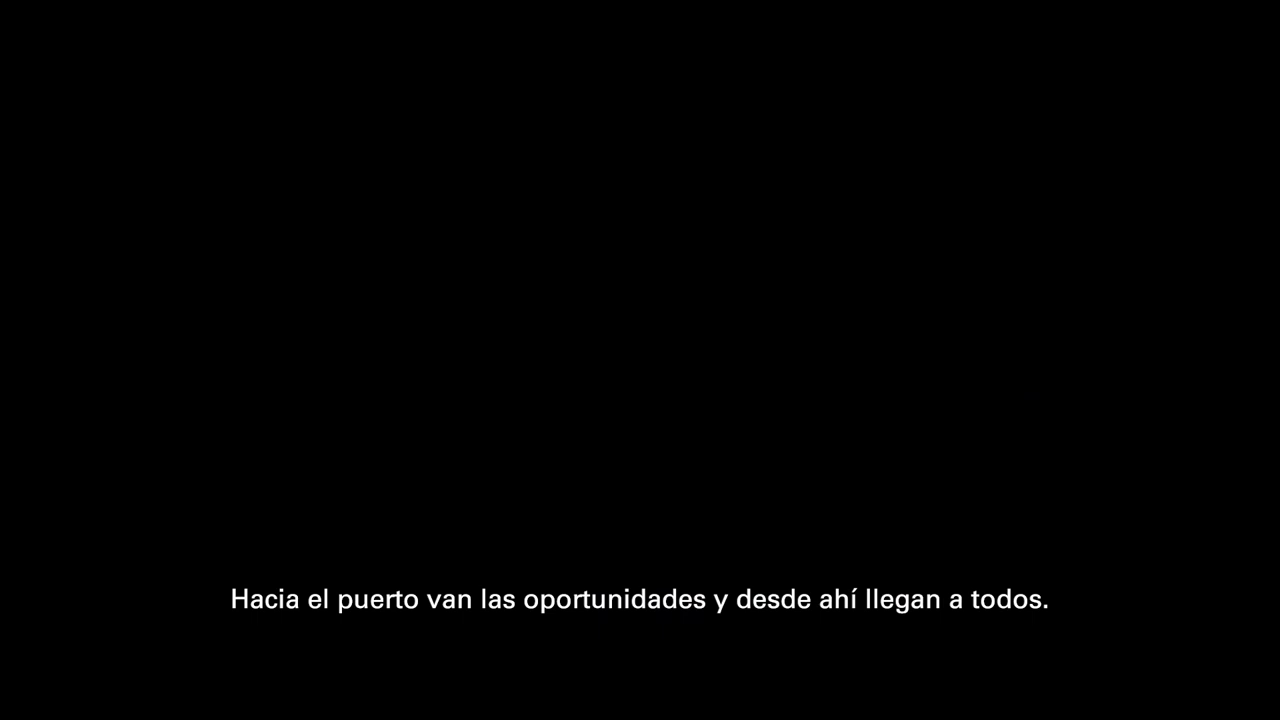 Hacia el puerto van las oportunidades y desde ahí llegan a todos.